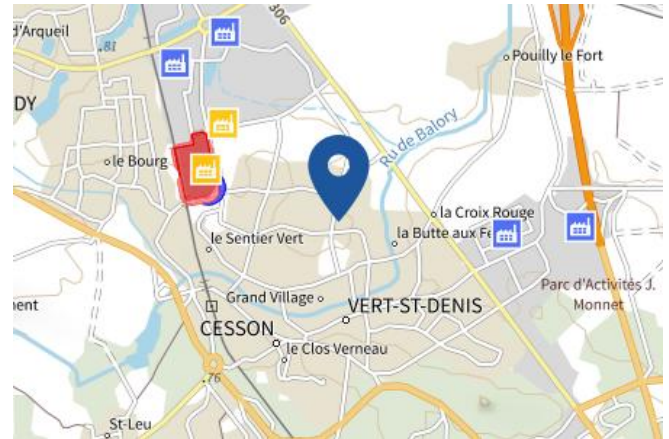 d'Arqueil
.81
306
Pouilly le Fort
DY
Ru de Balory
le Bourg
la Croix Rouge
la Butte aux Fe
le Sentier Vert
Parc d'Activités J.
Monnet
Grand Village
ment
VERT-ST-DENIS
CESSON
le Clos Verneau
.76
St-Leu